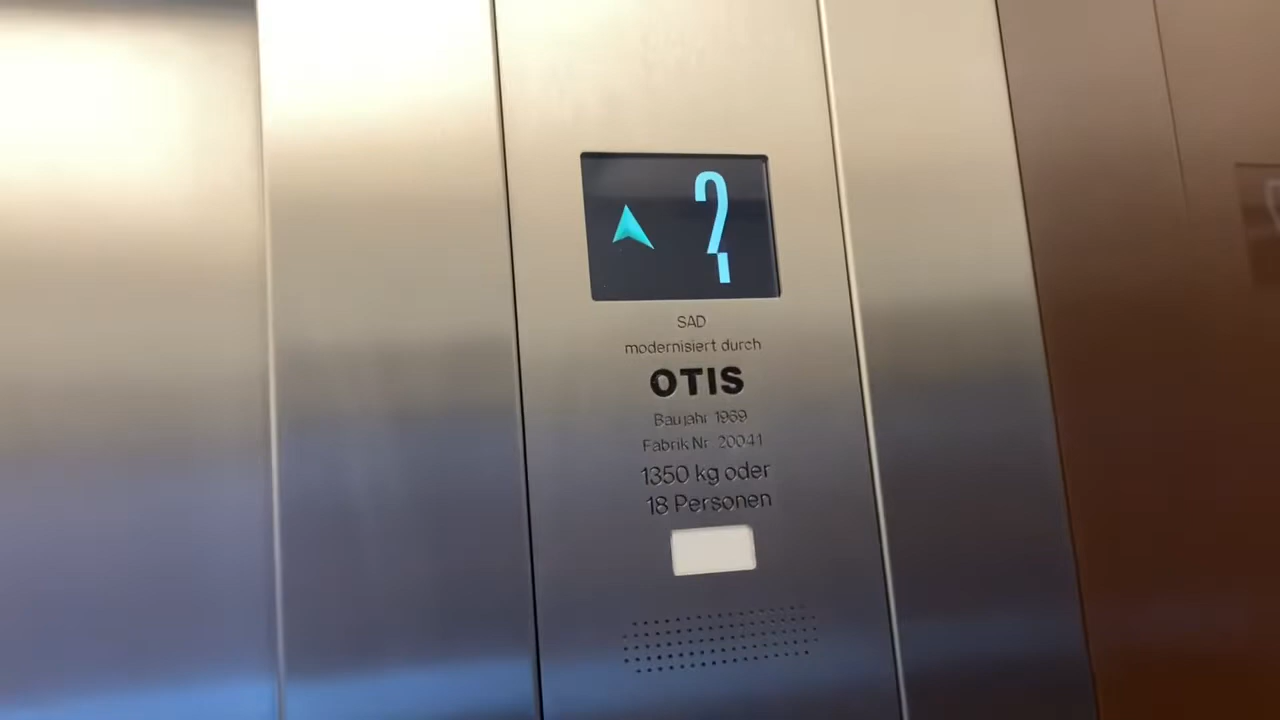 SAD
modernisiert durch
OTIS
Baujahr 1969
Fabrik Nr. 20041
1350 kg oder
18 Personen